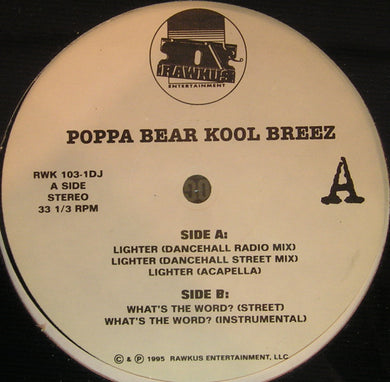 RAWKUS
ENTERTAINMENT
POPPA BEAR KOOL BREEZ
RWK 103-1DJ
A SIDE
STEREO
33 1/3 RPM
A
SIDE A:
LIGHTER (DANCEHALL RADIO MIX)
LIGHTER (DANCEHALL STREET MIX)
LIGHTER (ACAPELLA)
SIDE B:
WHAT'S THE WORD? (STREET)
WHAT'S THE WORD? (INSTRUMENTAL)
© & ℗ 1995 RAWKUS ENTERTAINMENT, LLC